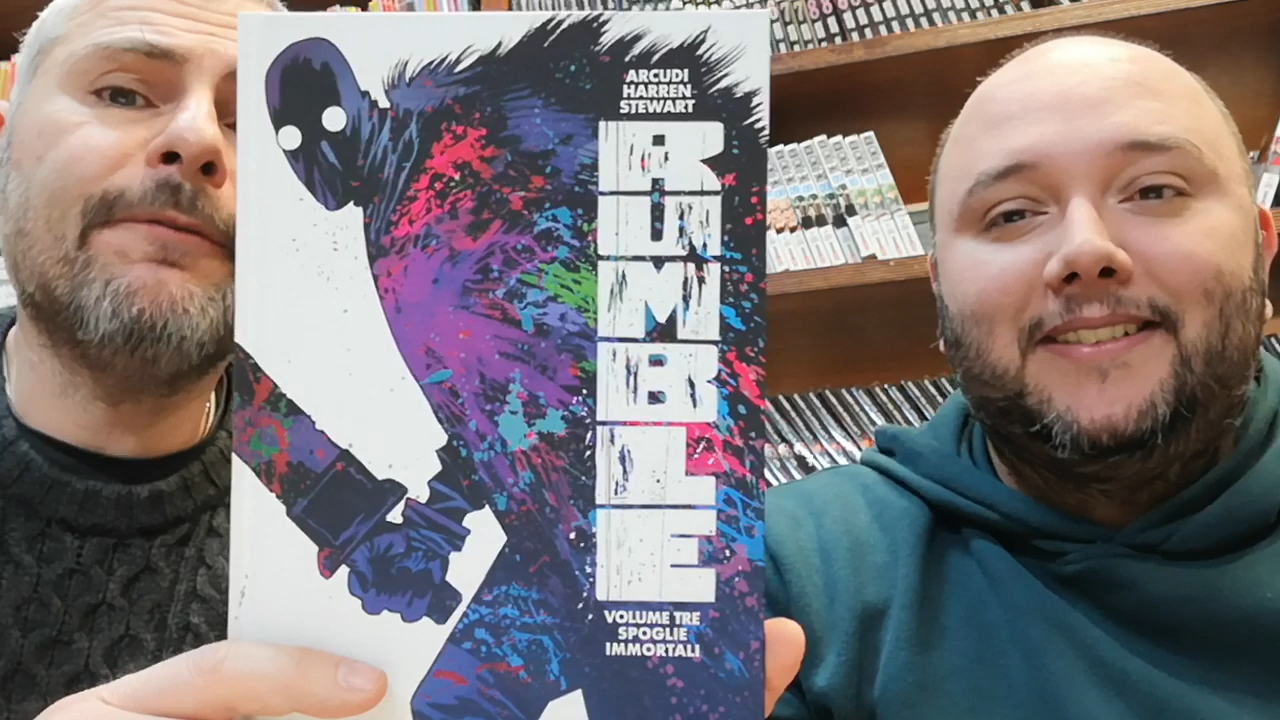 ARCUDI
HARREN
STEWART
RUMBLE
VOLUME TRE
SPOGLIE
IMMORTALI